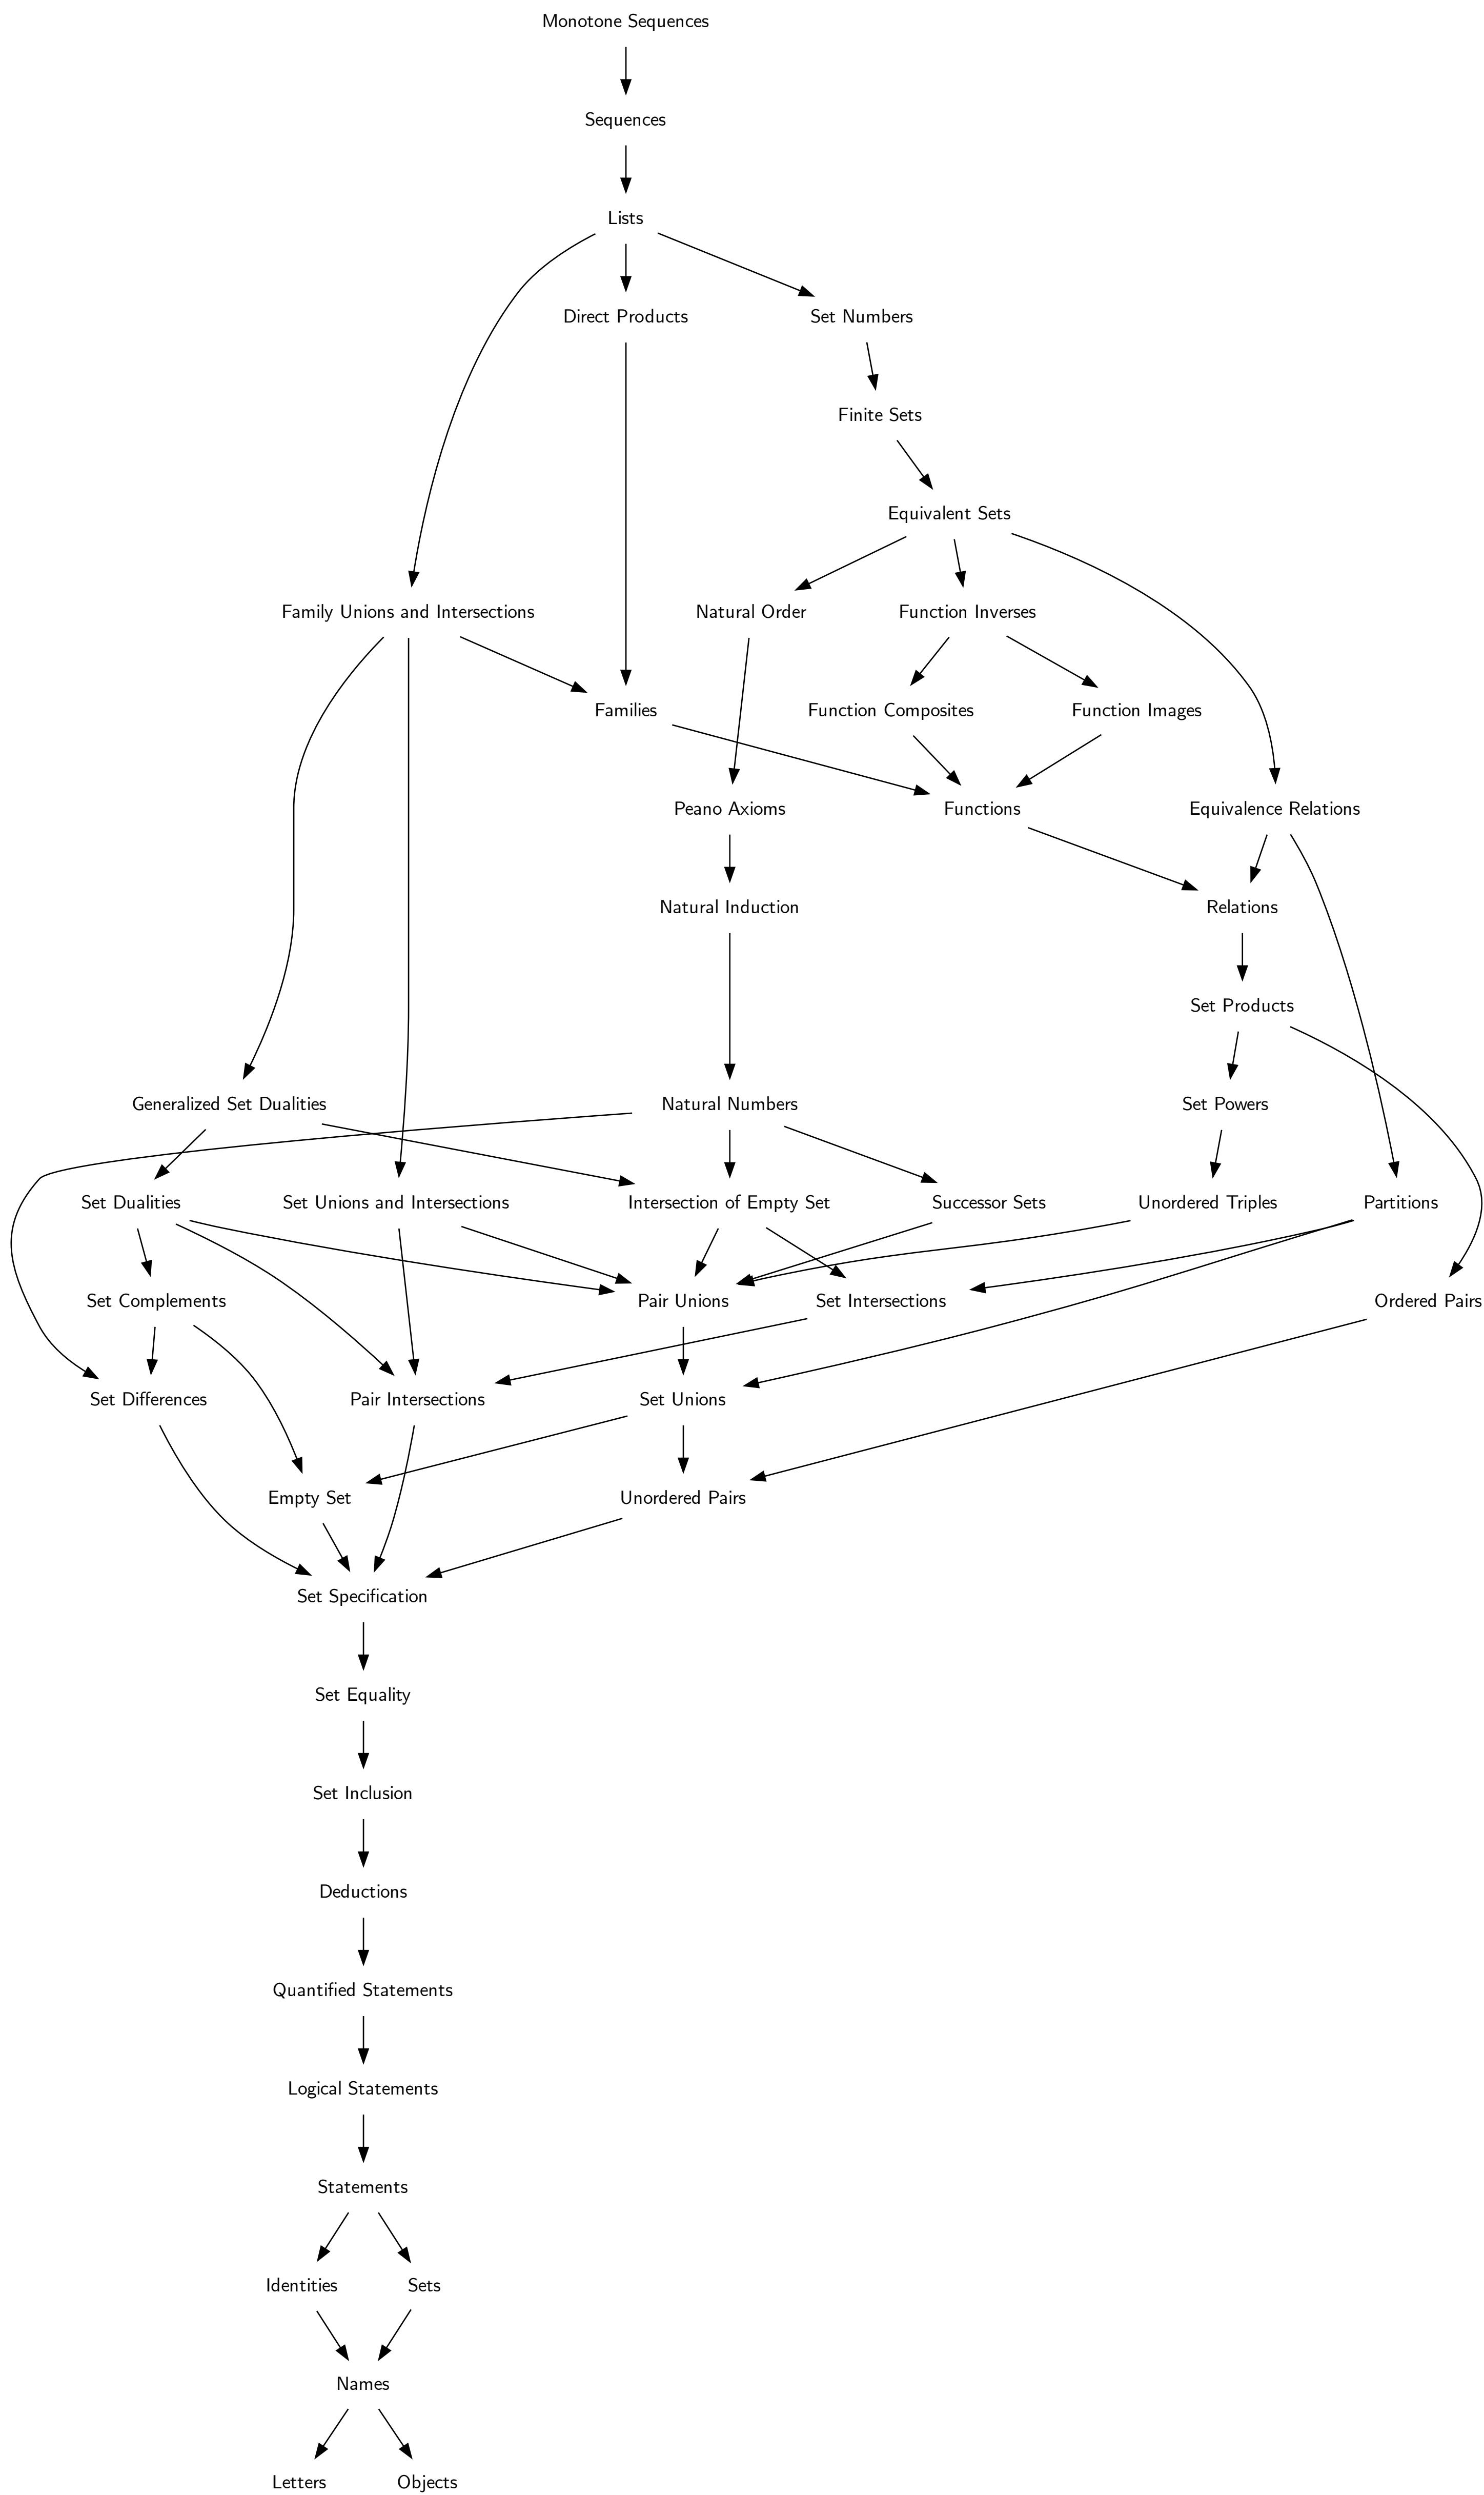 Monotone Sequences
Sequences
Lists
Direct Products
Set Numbers
Finite Sets
Equivalent Sets
Family Unions and Intersections
Natural Order
Function Inverses
Families
Function Composites
Function Images
Peano Axioms
Functions
Equivalence Relations
Natural Induction
Relations
Set Products
Generalized Set Dualities
Natural Numbers
Set Powers
Set Dualities
Set Unions and Intersections
Intersection of Empty Set
Successor Sets
Unordered Triples
Partitions
Set Complements
Pair Unions
Set Intersections
Ordered Pairs
Set Differences
Pair Intersections
Set Unions
Empty Set
Unordered Pairs
Set Specification
Set Equality
Set Inclusion
Deductions
Quantified Statements
Logical Statements
Statements
Identities
Sets
Names
Letters
Objects